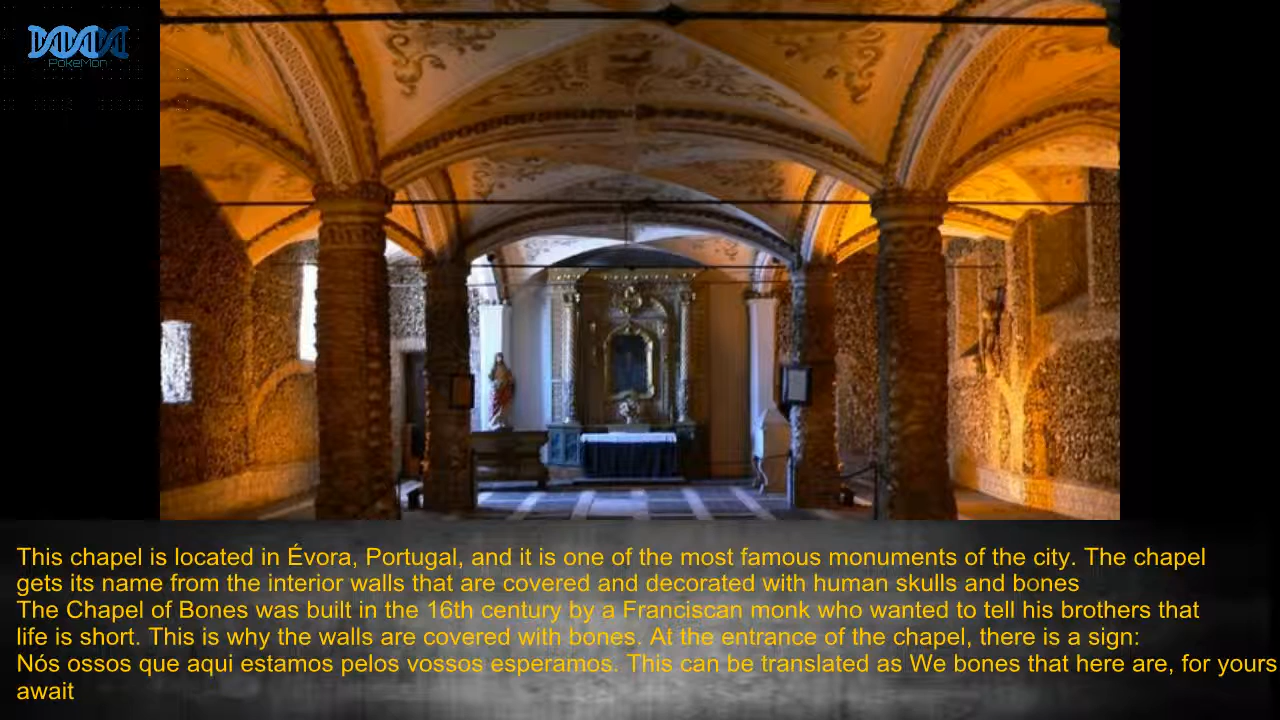 PokeMon
This chapel is located in Évora, Portugal, and it is one of the most famous monuments of the city. The chapel
gets its name from the interior walls that are covered and decorated with human skulls and bones
The Chapel of Bones was built in the 16th century by a Franciscan monk who wanted to tell his brothers that
life is short. This is why the walls are covered with bones. At the entrance of the chapel, there is a sign:
Nós ossos que aqui estamos pelos vossos esperamos. This can be translated as We bones that here are, for yours
await